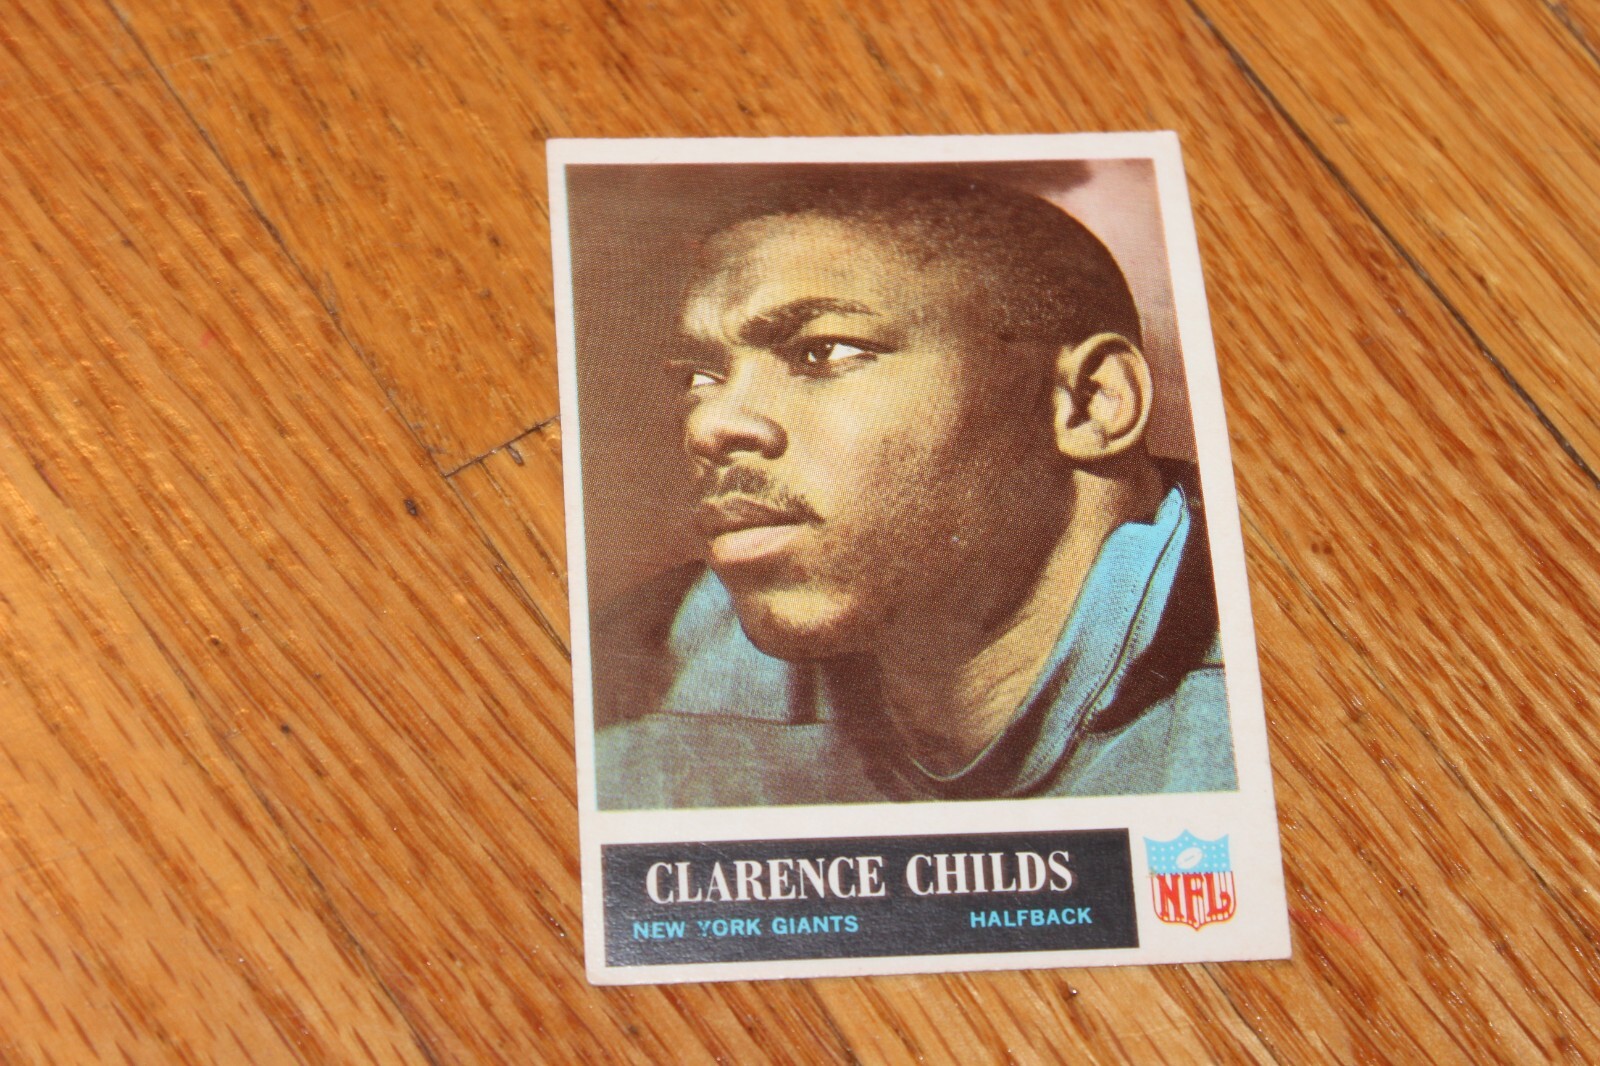 CLARENCE CHILDS
NEW YORK GIANTS HALFBACK
NFL